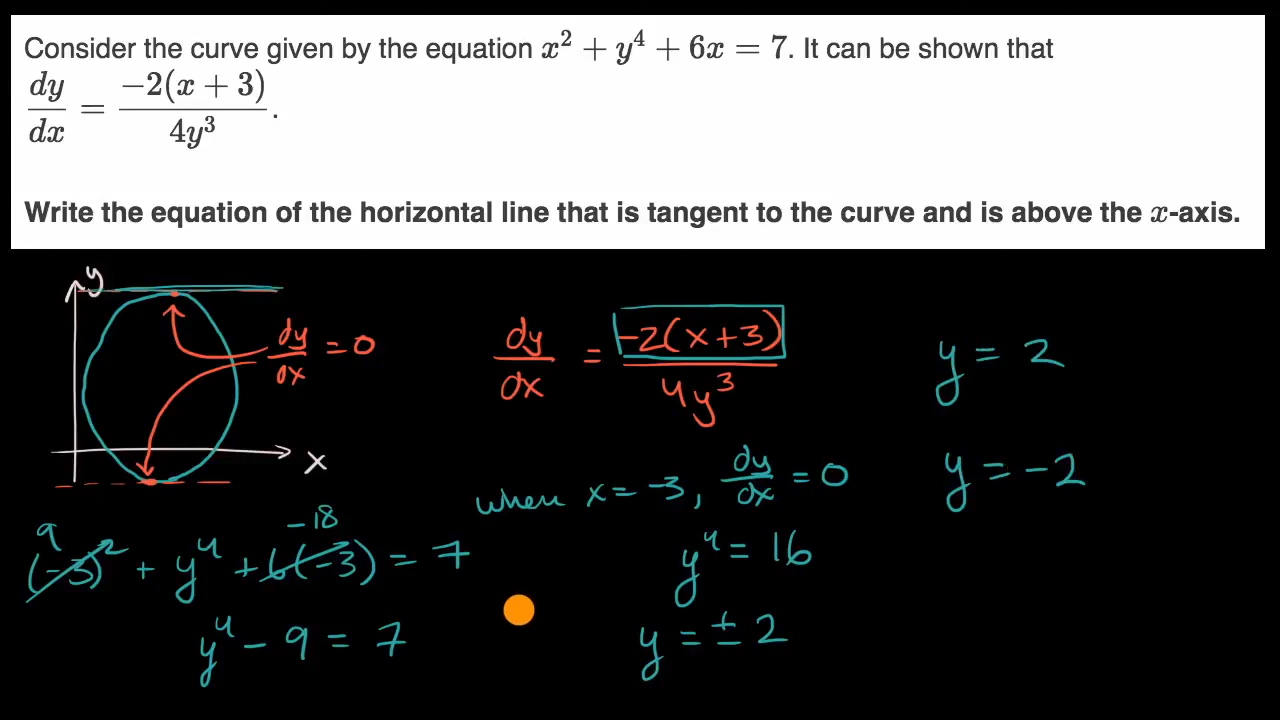 Consider the curve given by the equation x² + y⁴ + 6x = 7. It can be shown that
dy/dx = −2(x + 3)/4y³.
Write the equation of the horizontal line that is tangent to the curve and is above the x-axis.
y
dy/dx = 0
x
dy/dx = -2(x+3)/4y³
y = 2
when x = -3, dy/dx = 0
y = -2
9 -18
(-3)² + y⁴ + 6(-3) = 7
y⁴ = 16
y⁴ - 9 = 7
y = ± 2